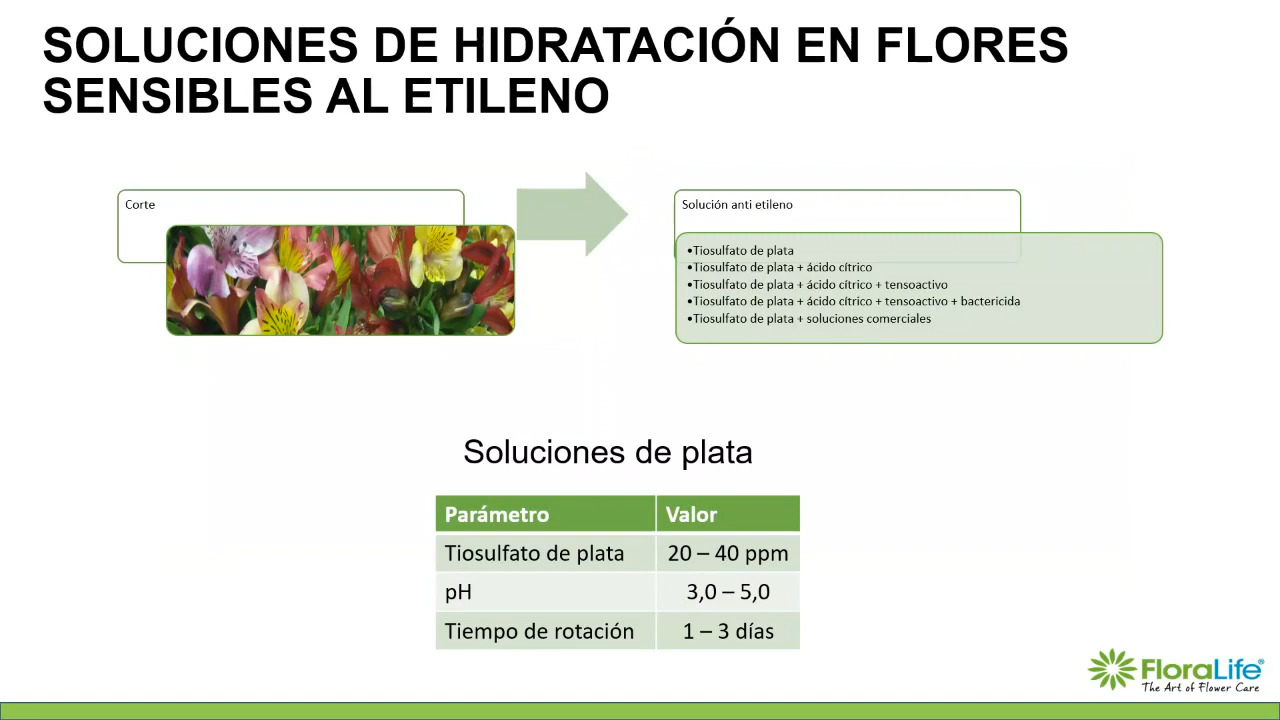 SOLUCIONES DE HIDRATACIÓN EN FLORES
SENSIBLES AL ETILENO
Corte
Solución anti etileno
•Tiosulfato de plata
•Tiosulfato de plata + ácido cítrico
•Tiosulfato de plata + ácido cítrico + tensoactivo
•Tiosulfato de plata + ácido cítrico + tensoactivo + bactericida
•Tiosulfato de plata + soluciones comerciales
Soluciones de plata
Parámetro Valor
Tiosulfato de plata 20 – 40 ppm
pH 3,0 – 5,0
Tiempo de rotación 1 – 3 días
FloraLife®
The Art of Flower Care